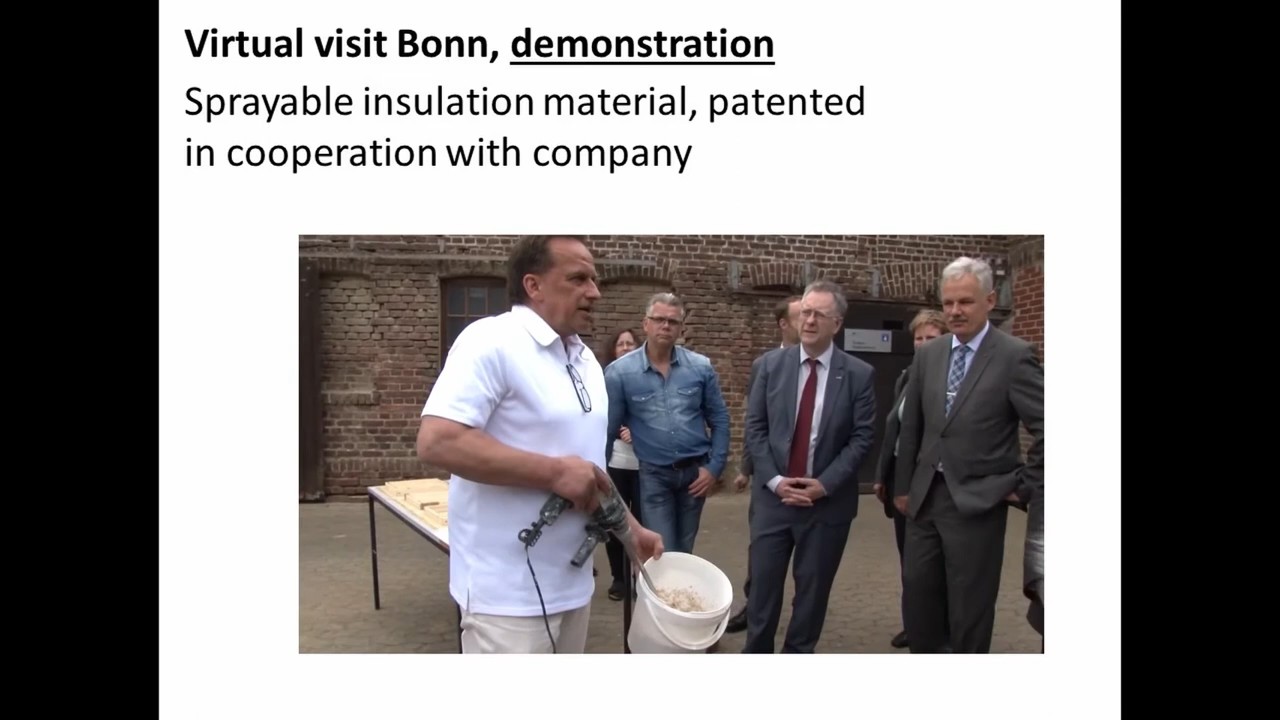 Virtual visit Bonn, demonstration
Sprayable insulation material, patented
in cooperation with company